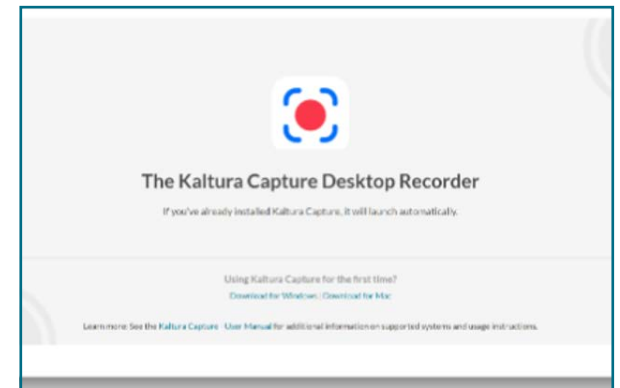 The Kaltura Capture Desktop Recorder
If you've already installed Kaltura Capture, it will launch automatically.
Using Kaltura Capture for the first time?
Download for Windows | Download for Mac
Learn more: See the Kaltura Capture User Manual for additional information on supported systems and usage instructions.